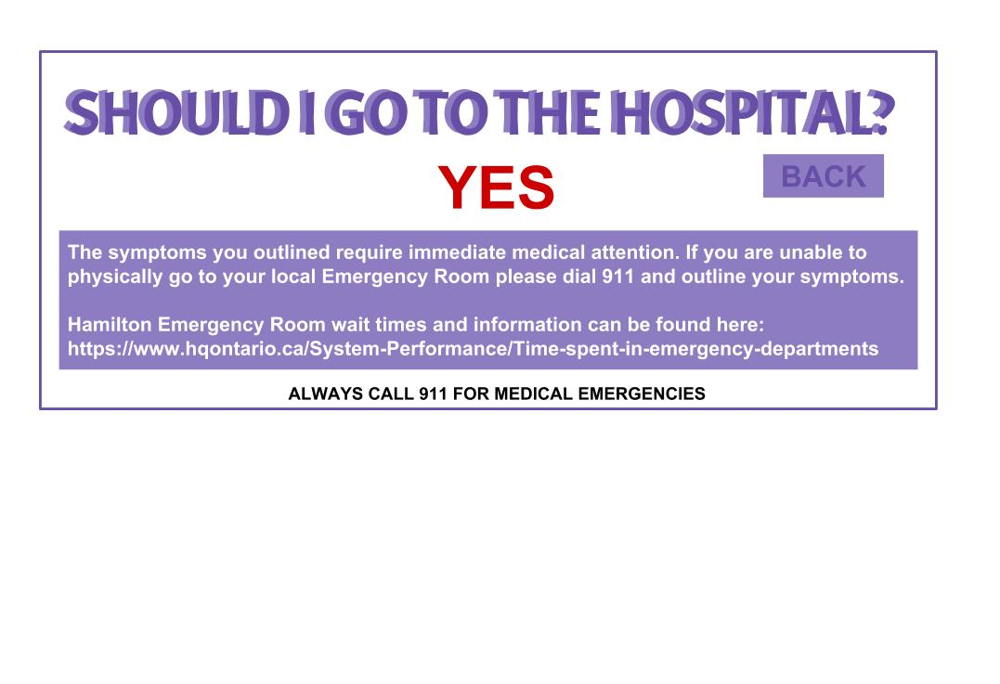 SHOULD I GO TO THE HOSPITAL?
YES
BACK
The symptoms you outlined require immediate medical attention. If you are unable to
physically go to your local Emergency Room please dial 911 and outline your symptoms.
Hamilton Emergency Room wait times and information can be found here:
https://www.hqontario.ca/System-Performance/Time-spent-in-emergency-departments
ALWAYS CALL 911 FOR MEDICAL EMERGENCIES